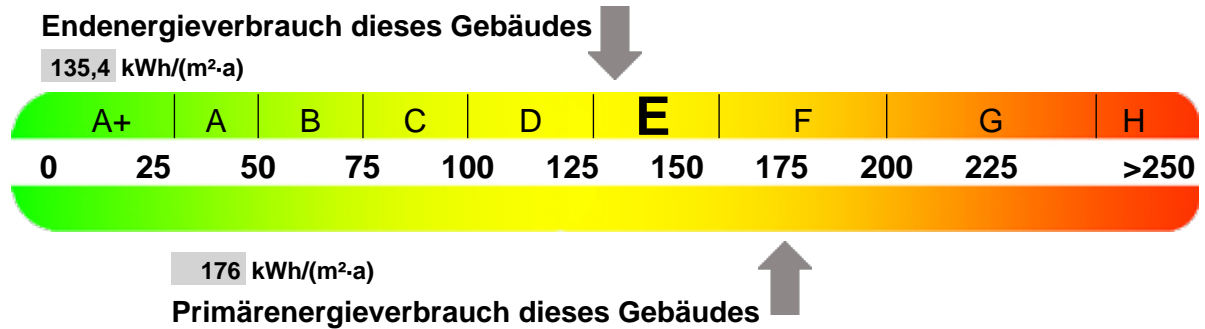 Endenergieverbrauch dieses Gebäudes
135,4 kWh/(m²·a)
A+ A B C D E F G H
0 25 50 75 100 125 150 175 200 225 >250
176 kWh/(m²·a)
Primärenergieverbrauch dieses Gebäudes